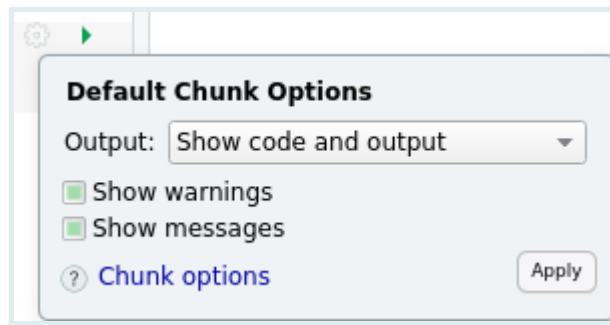 Default Chunk Options
Output: Show code and output
Show warnings
Show messages
? Chunk options Apply